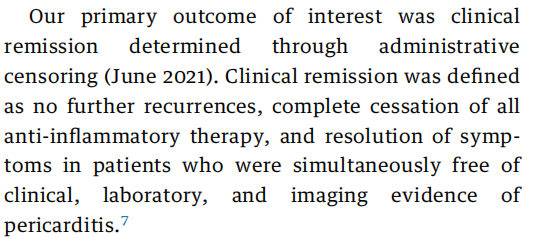 Our primary outcome of interest was clinical
remission determined through administrative
censoring (June 2021). Clinical remission was defined
as no further recurrences, complete cessation of all
anti-inflammatory therapy, and resolution of symp-
toms in patients who were simultaneously free of
clinical, laboratory, and imaging evidence of
pericarditis.⁷